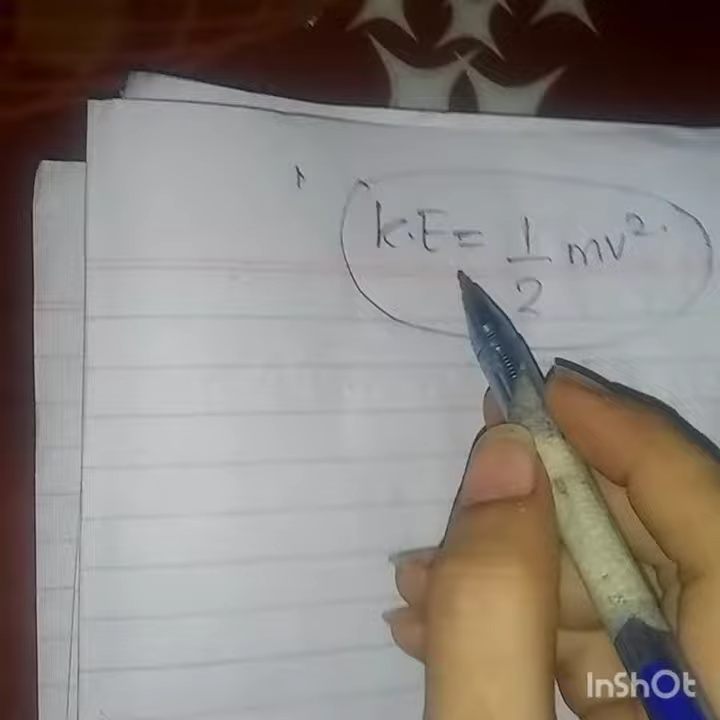 K.E = 1/2 mv².
InShOt